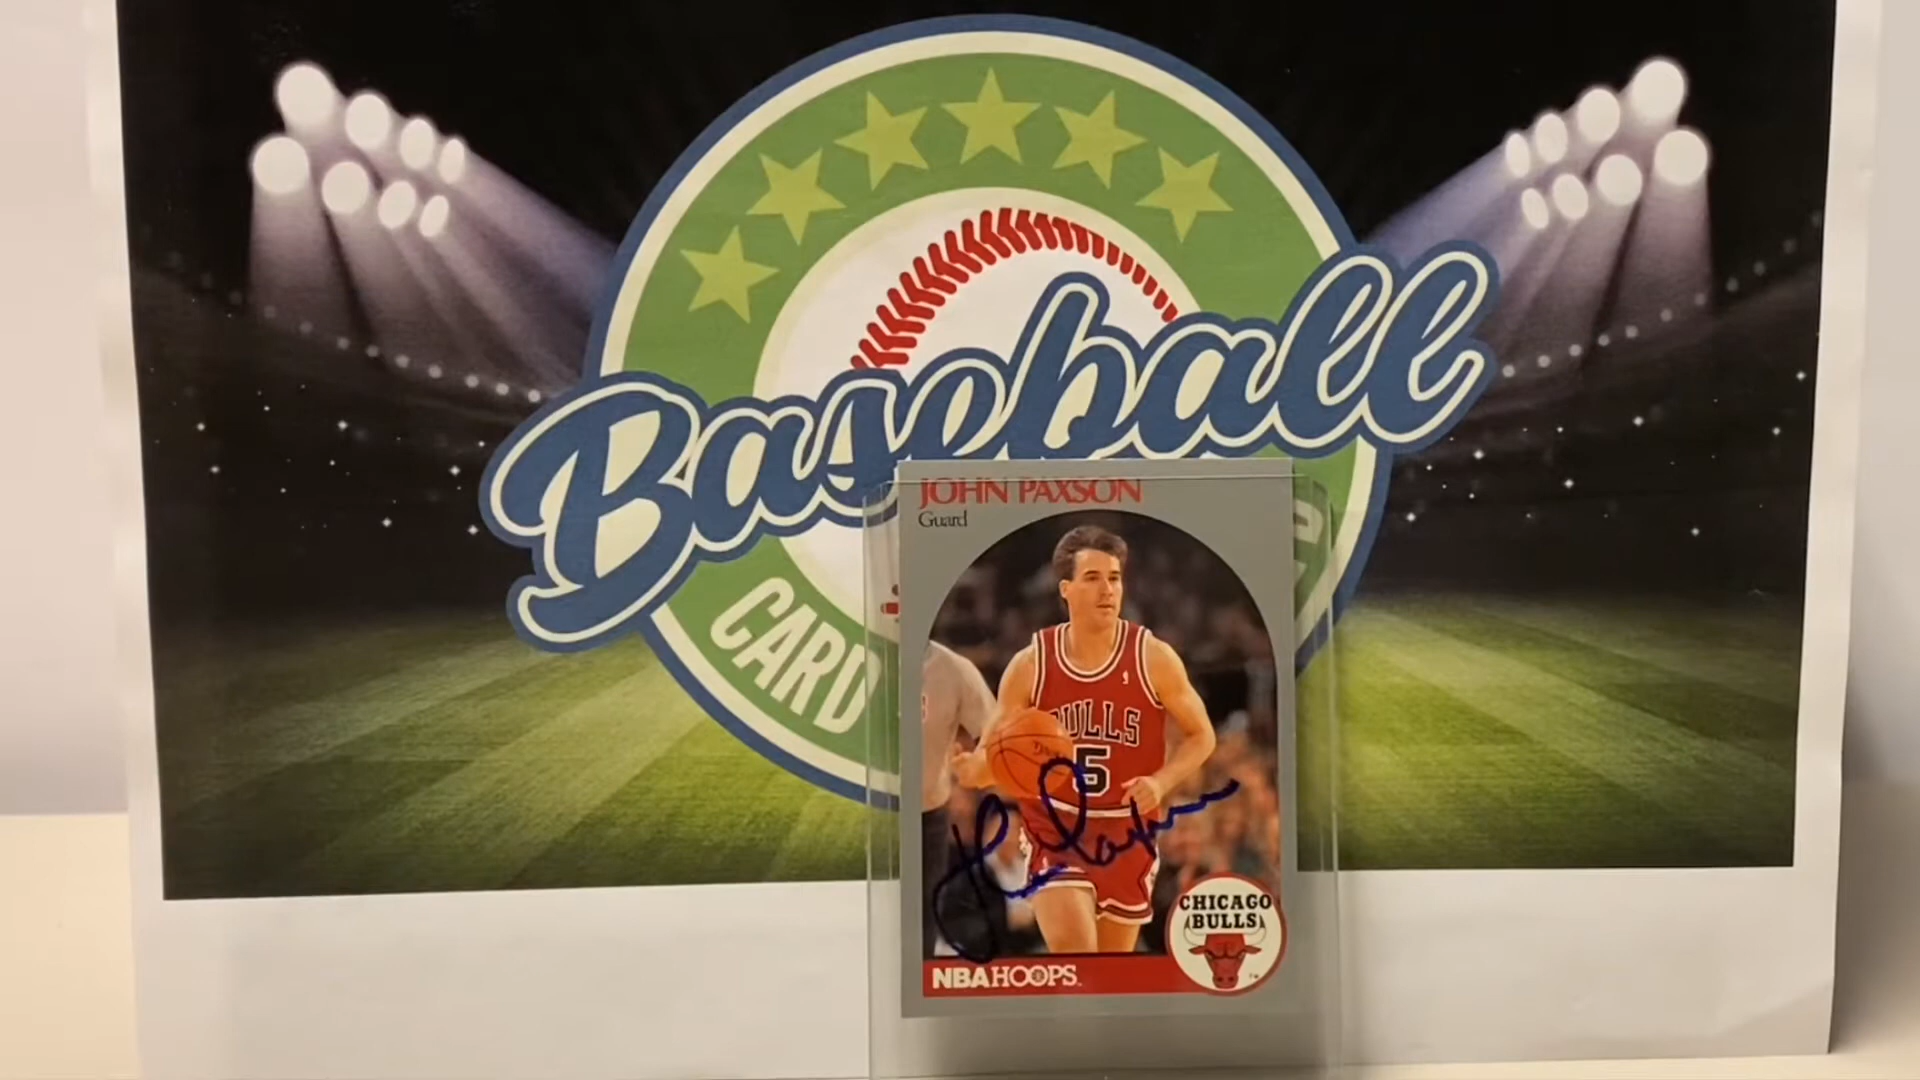 Baseball
CARD
JOHN PAXSON
Guard
BULLS
5
CHICAGO
BULLS
NBA HOOPS